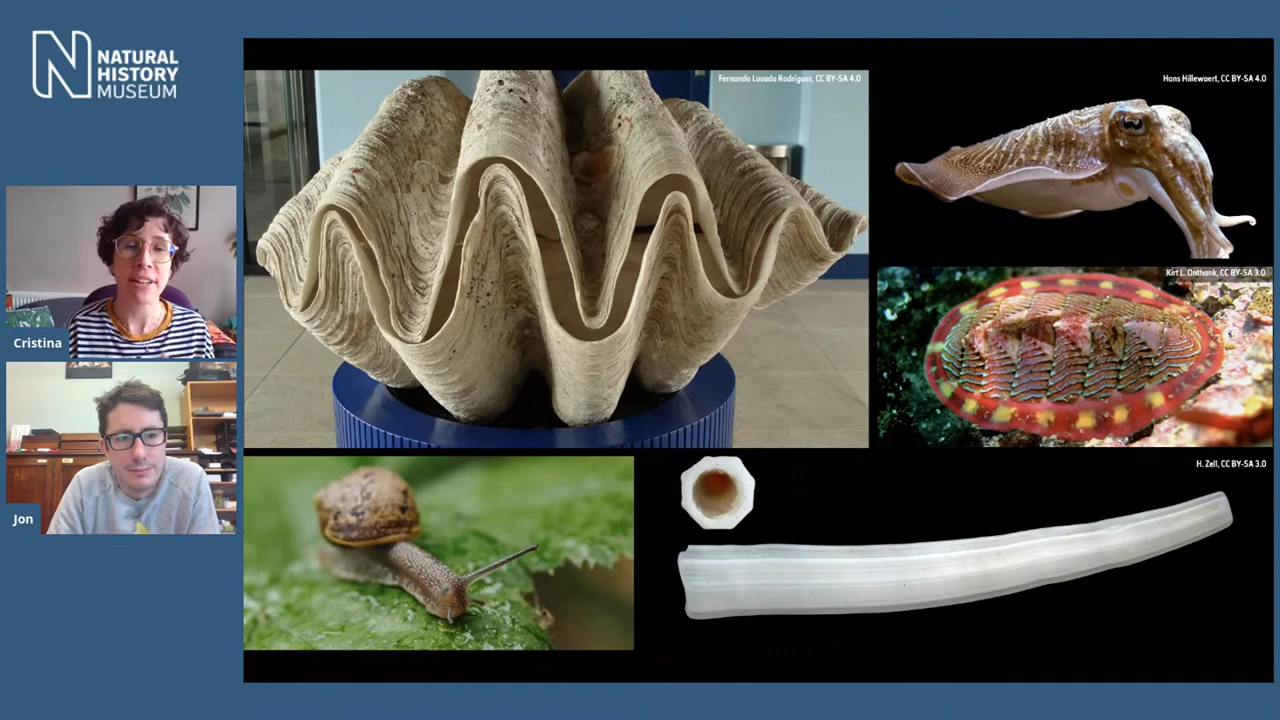 NATURAL
HISTORY
MUSEUM
Fernando Losada Rodríguez, CC BY-SA 4.0
Hans Hillewaert, CC BY-SA 4.0
Cristina
Kirt L. Onthank, CC BY-SA 3.0
Jon
H. Zell, CC BY-SA 3.0